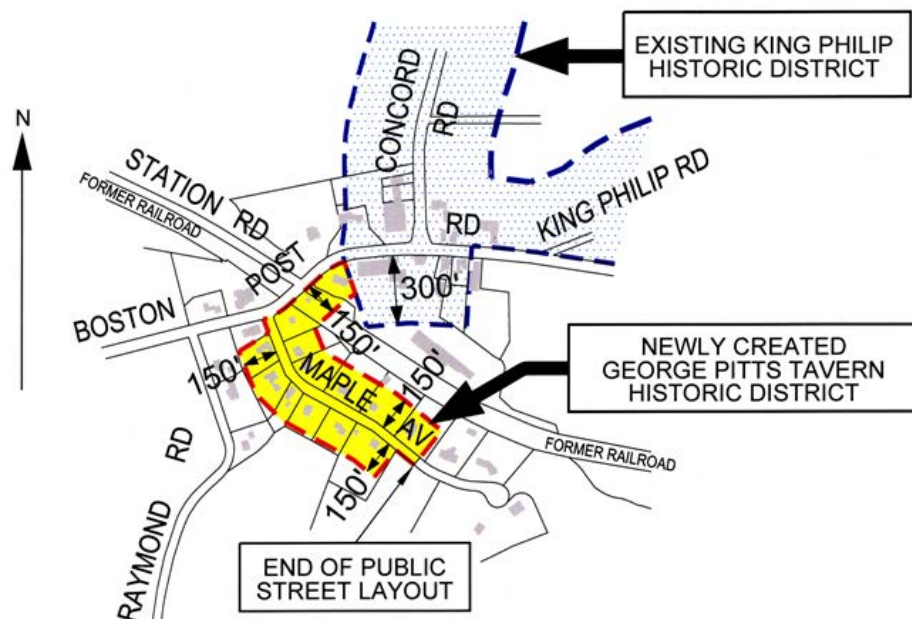 EXISTING KING PHILIP
HISTORIC DISTRICT
N
CONCORD
RD
STATION RD
FORMER RAILROAD
KING PHILIP RD
BOSTON POST RD
300'
150'
150'
150'
150'
MAPLE AV
NEWLY CREATED
GEORGE PITTS TAVERN
HISTORIC DISTRICT
FORMER RAILROAD
RAYMOND RD
END OF PUBLIC
STREET LAYOUT